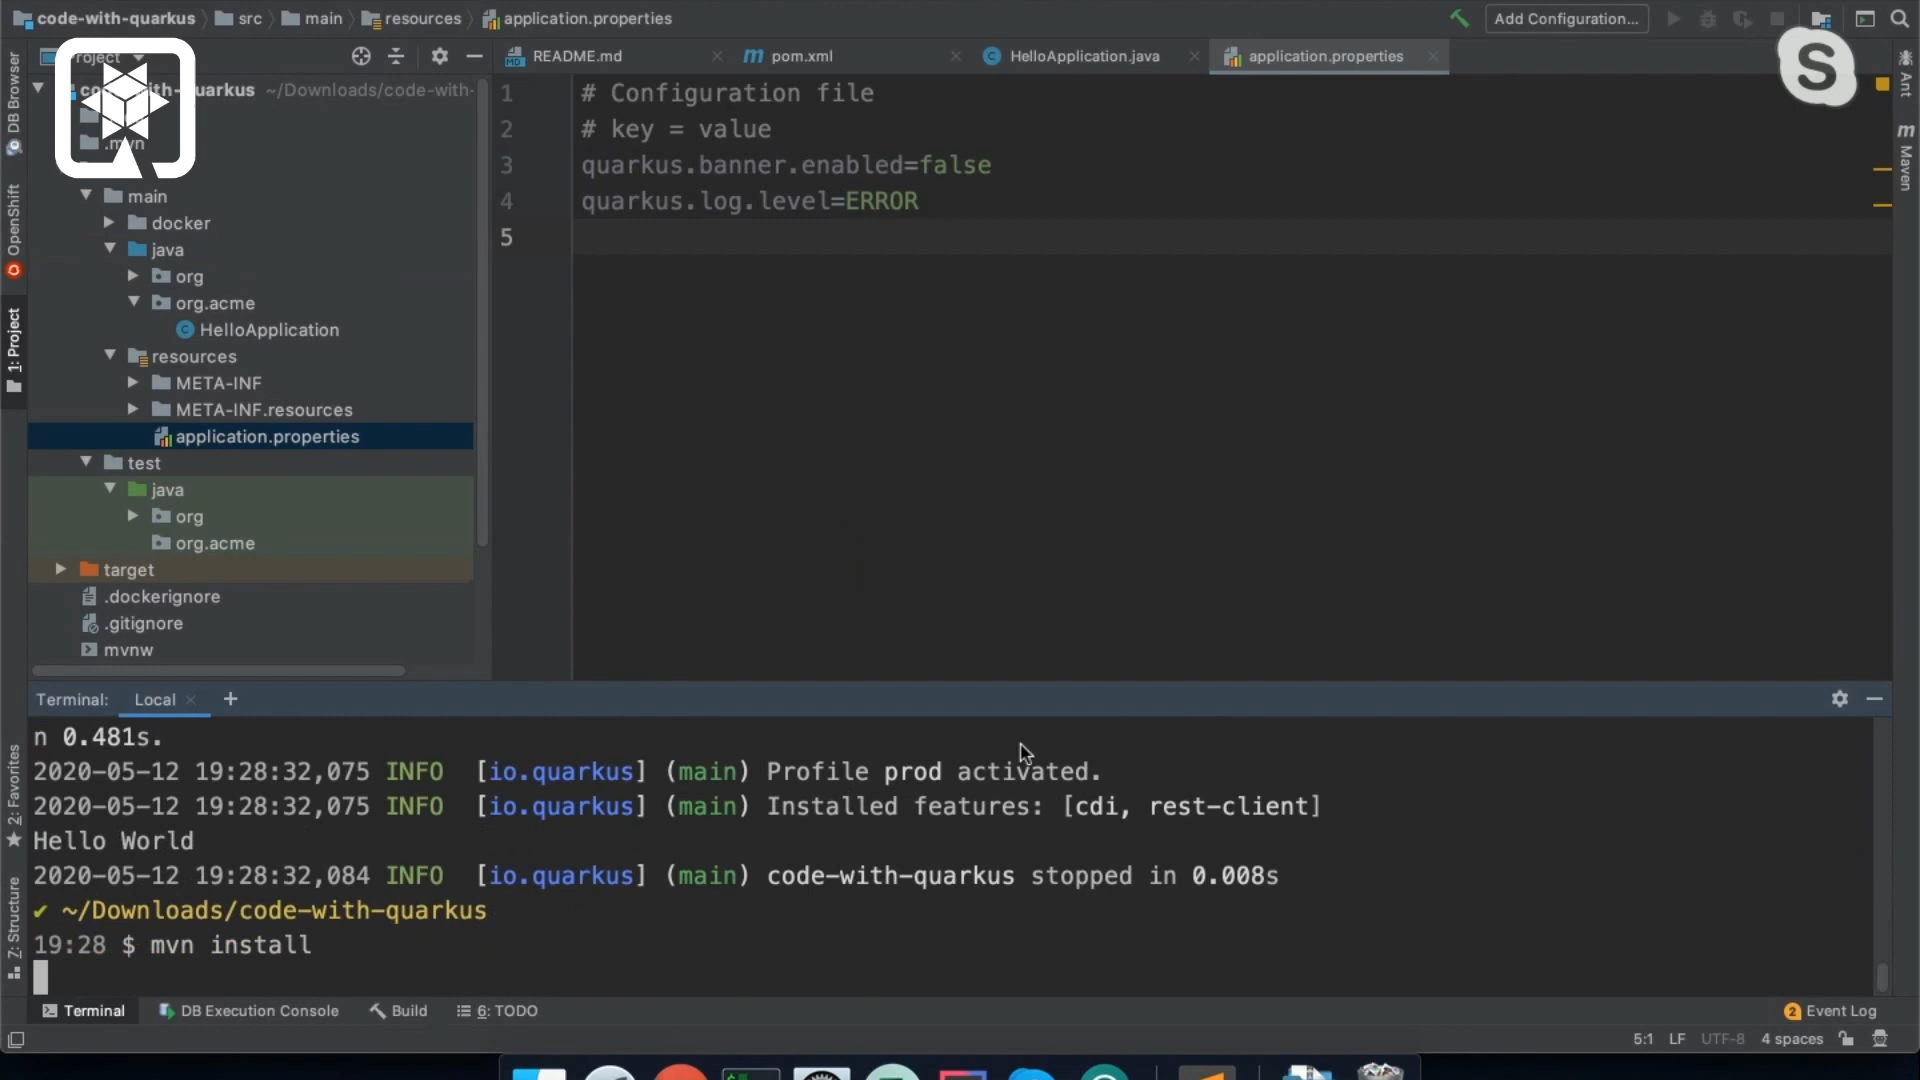 code-with-quarkus src main resources application.properties
Add Configuration...
roject
README.md pom.xml HelloApplication.java application.properties
~/Downloads/code-with-
.mvn
main
docker
java
org
org.acme
HelloApplication
resources
META-INF
META-INF.resources
application.properties
test
java
org
org.acme
target
.dockerignore
.gitignore
mvnw
1 # Configuration file
2 # key = value
3 quarkus.banner.enabled=false
4 quarkus.log.level=ERROR
5
DB Browser
OpenShift
1: Project
2: Favorites
Z: Structure
S
Ant
m Maven
Terminal: Local +
n 0.481s.
2020-05-12 19:28:32,075 INFO [io.quarkus] (main) Profile prod activated.
2020-05-12 19:28:32,075 INFO [io.quarkus] (main) Installed features: [cdi, rest-client]
Hello World
2020-05-12 19:28:32,084 INFO [io.quarkus] (main) code-with-quarkus stopped in 0.008s
✔ ~/Downloads/code-with-quarkus
19:28 $ mvn install
Terminal DB Execution Console Build 6: TODO
2 Event Log
5:1 LF UTF-8 4 spaces